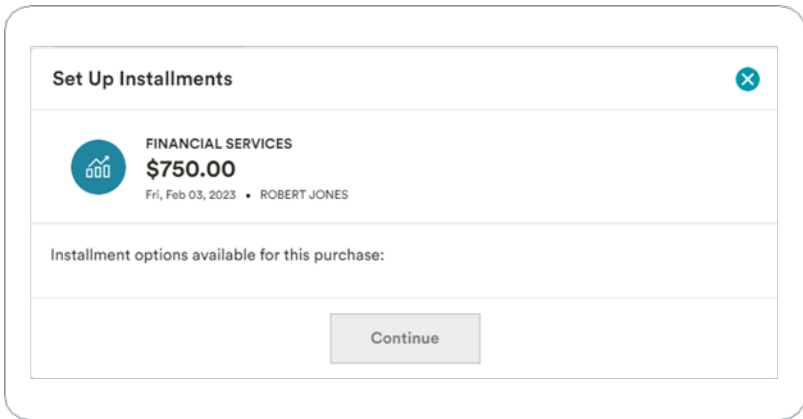 Set Up Installments
FINANCIAL SERVICES
$750.00
Fri, Feb 03, 2023 • ROBERT JONES
Installment options available for this purchase:
Continue